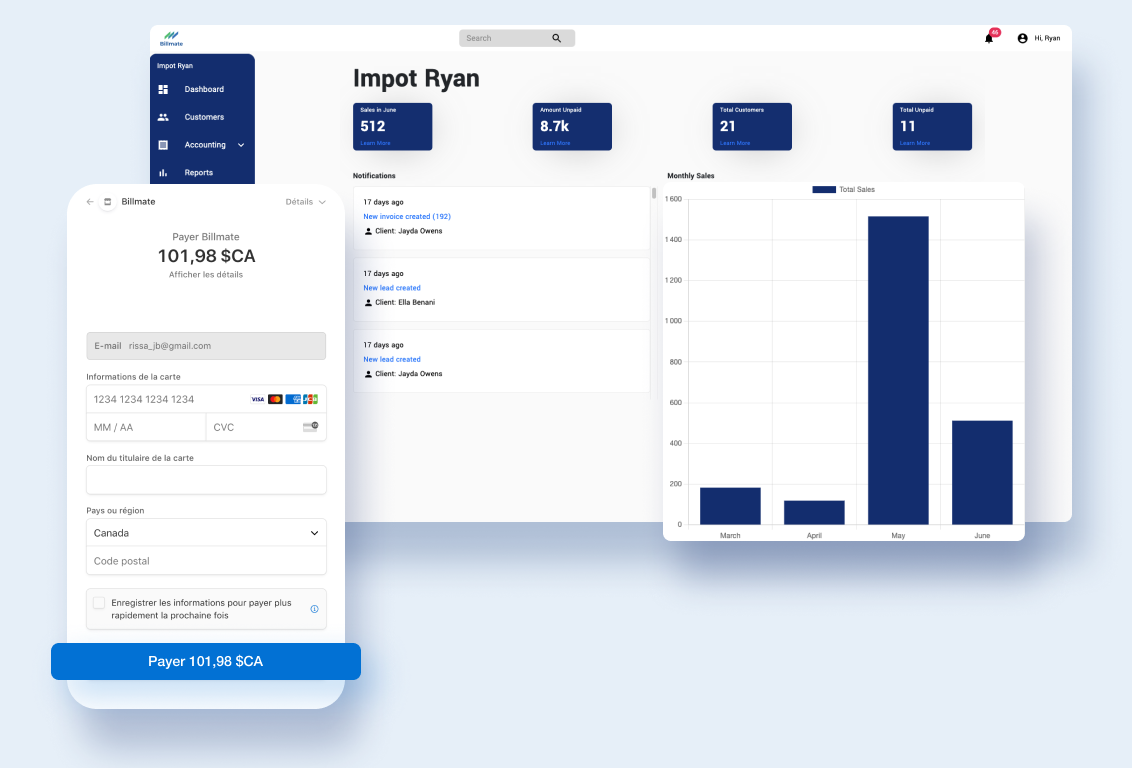 Billmate
Search
46
Hi, Ryan
Impot Ryan
Dashboard
Customers
Accounting
Reports
Impot Ryan
Sales in June
512
Learn More
Amount Unpaid
8.7k
Learn More
Total Customers
21
Learn More
Total Unpaid
11
Learn More
Notifications
17 days ago
New invoice created (192)
Client: Jayda Owens
17 days ago
New lead created
Client: Ella Benani
17 days ago
New lead created
Client: Jayda Owens
Monthly Sales
Total Sales
1 600
1 400
1 200
1 000
800
600
400
200
0
March April May June
Billmate Détails
Payer Billmate
101,98 $CA
Afficher les détails
E-mail rissa_jb@gmail.com
Informations de la carte
1234 1234 1234 1234 VISA JCB
MM / AA CVC
Nom du titulaire de la carte
Pays ou région
Canada
Code postal
Enregistrer les informations pour payer plus
rapidement la prochaine fois
Payer 101,98 $CA